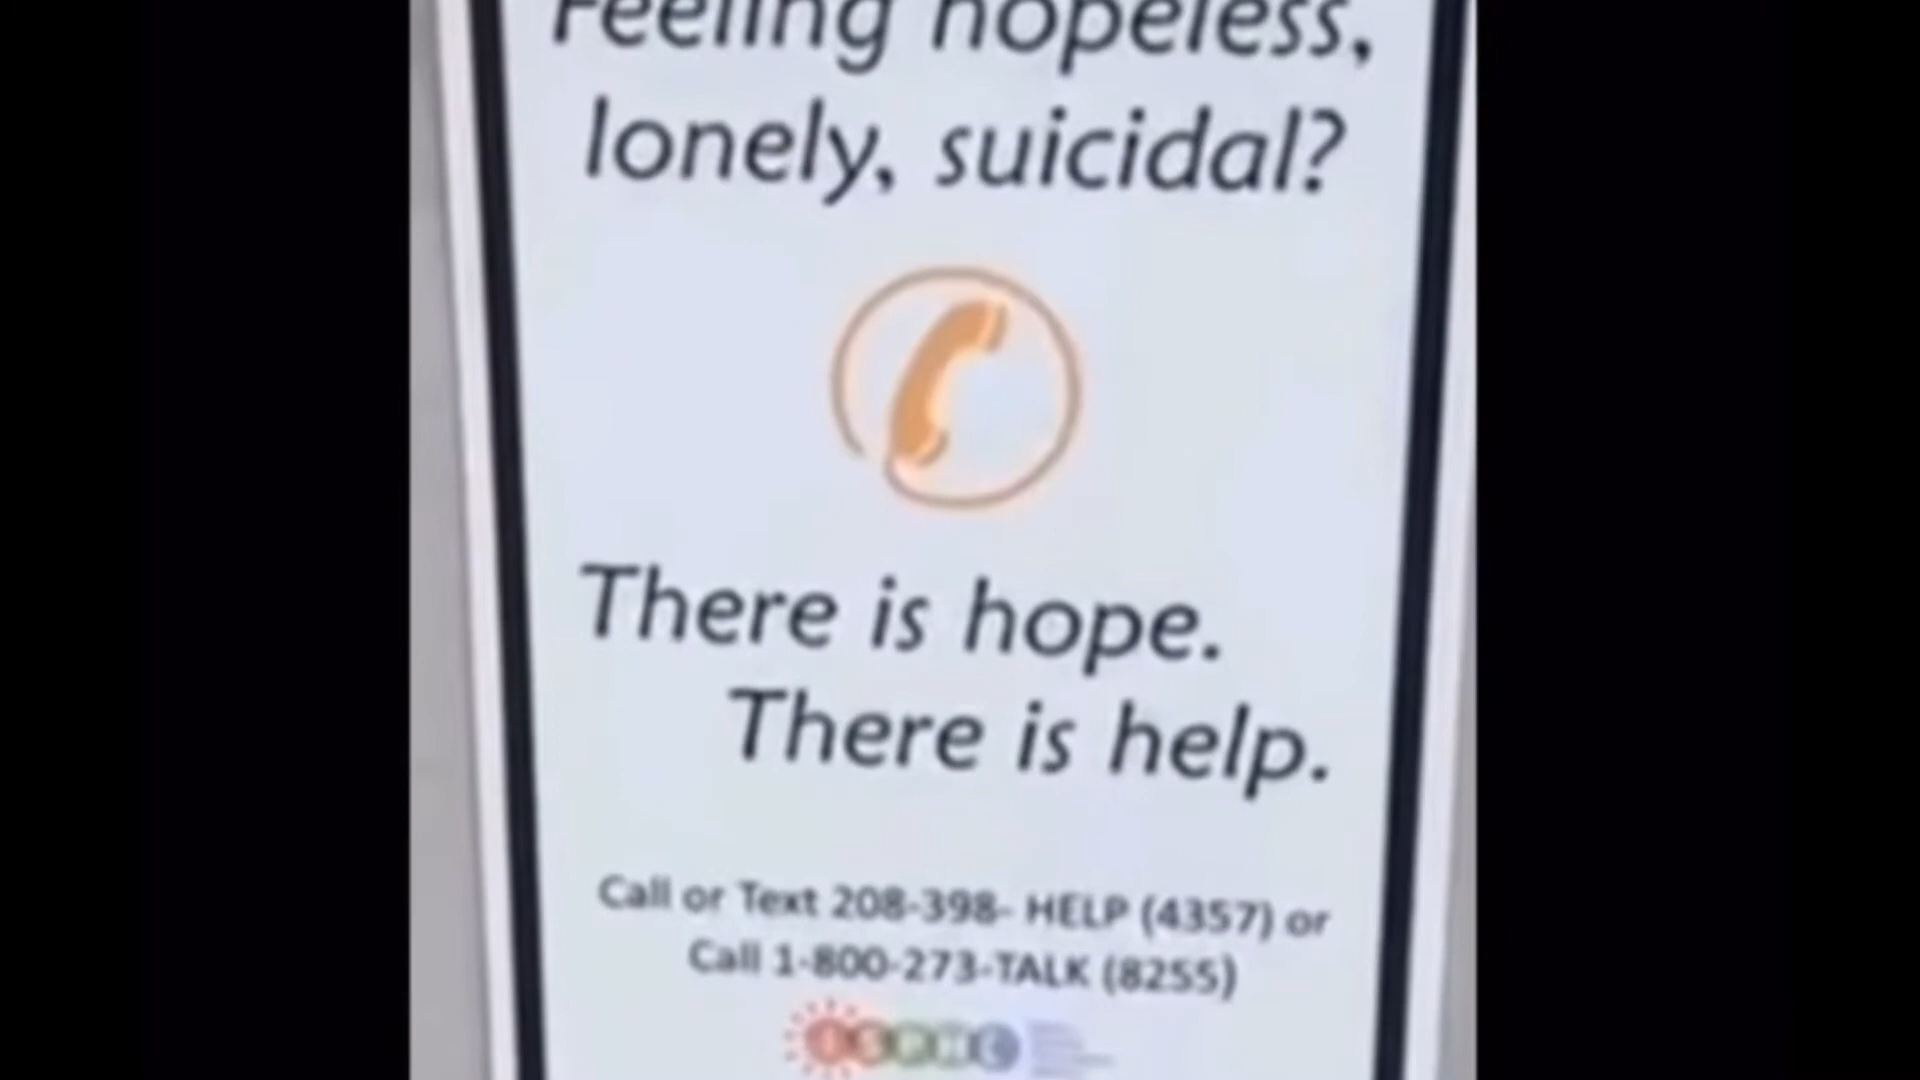 Feeling hopeless,
lonely, suicidal?
There is hope.
There is help.
Call or Text 208-398- HELP (4357) or
Call 1-800-273-TALK (8255)
ISPHC